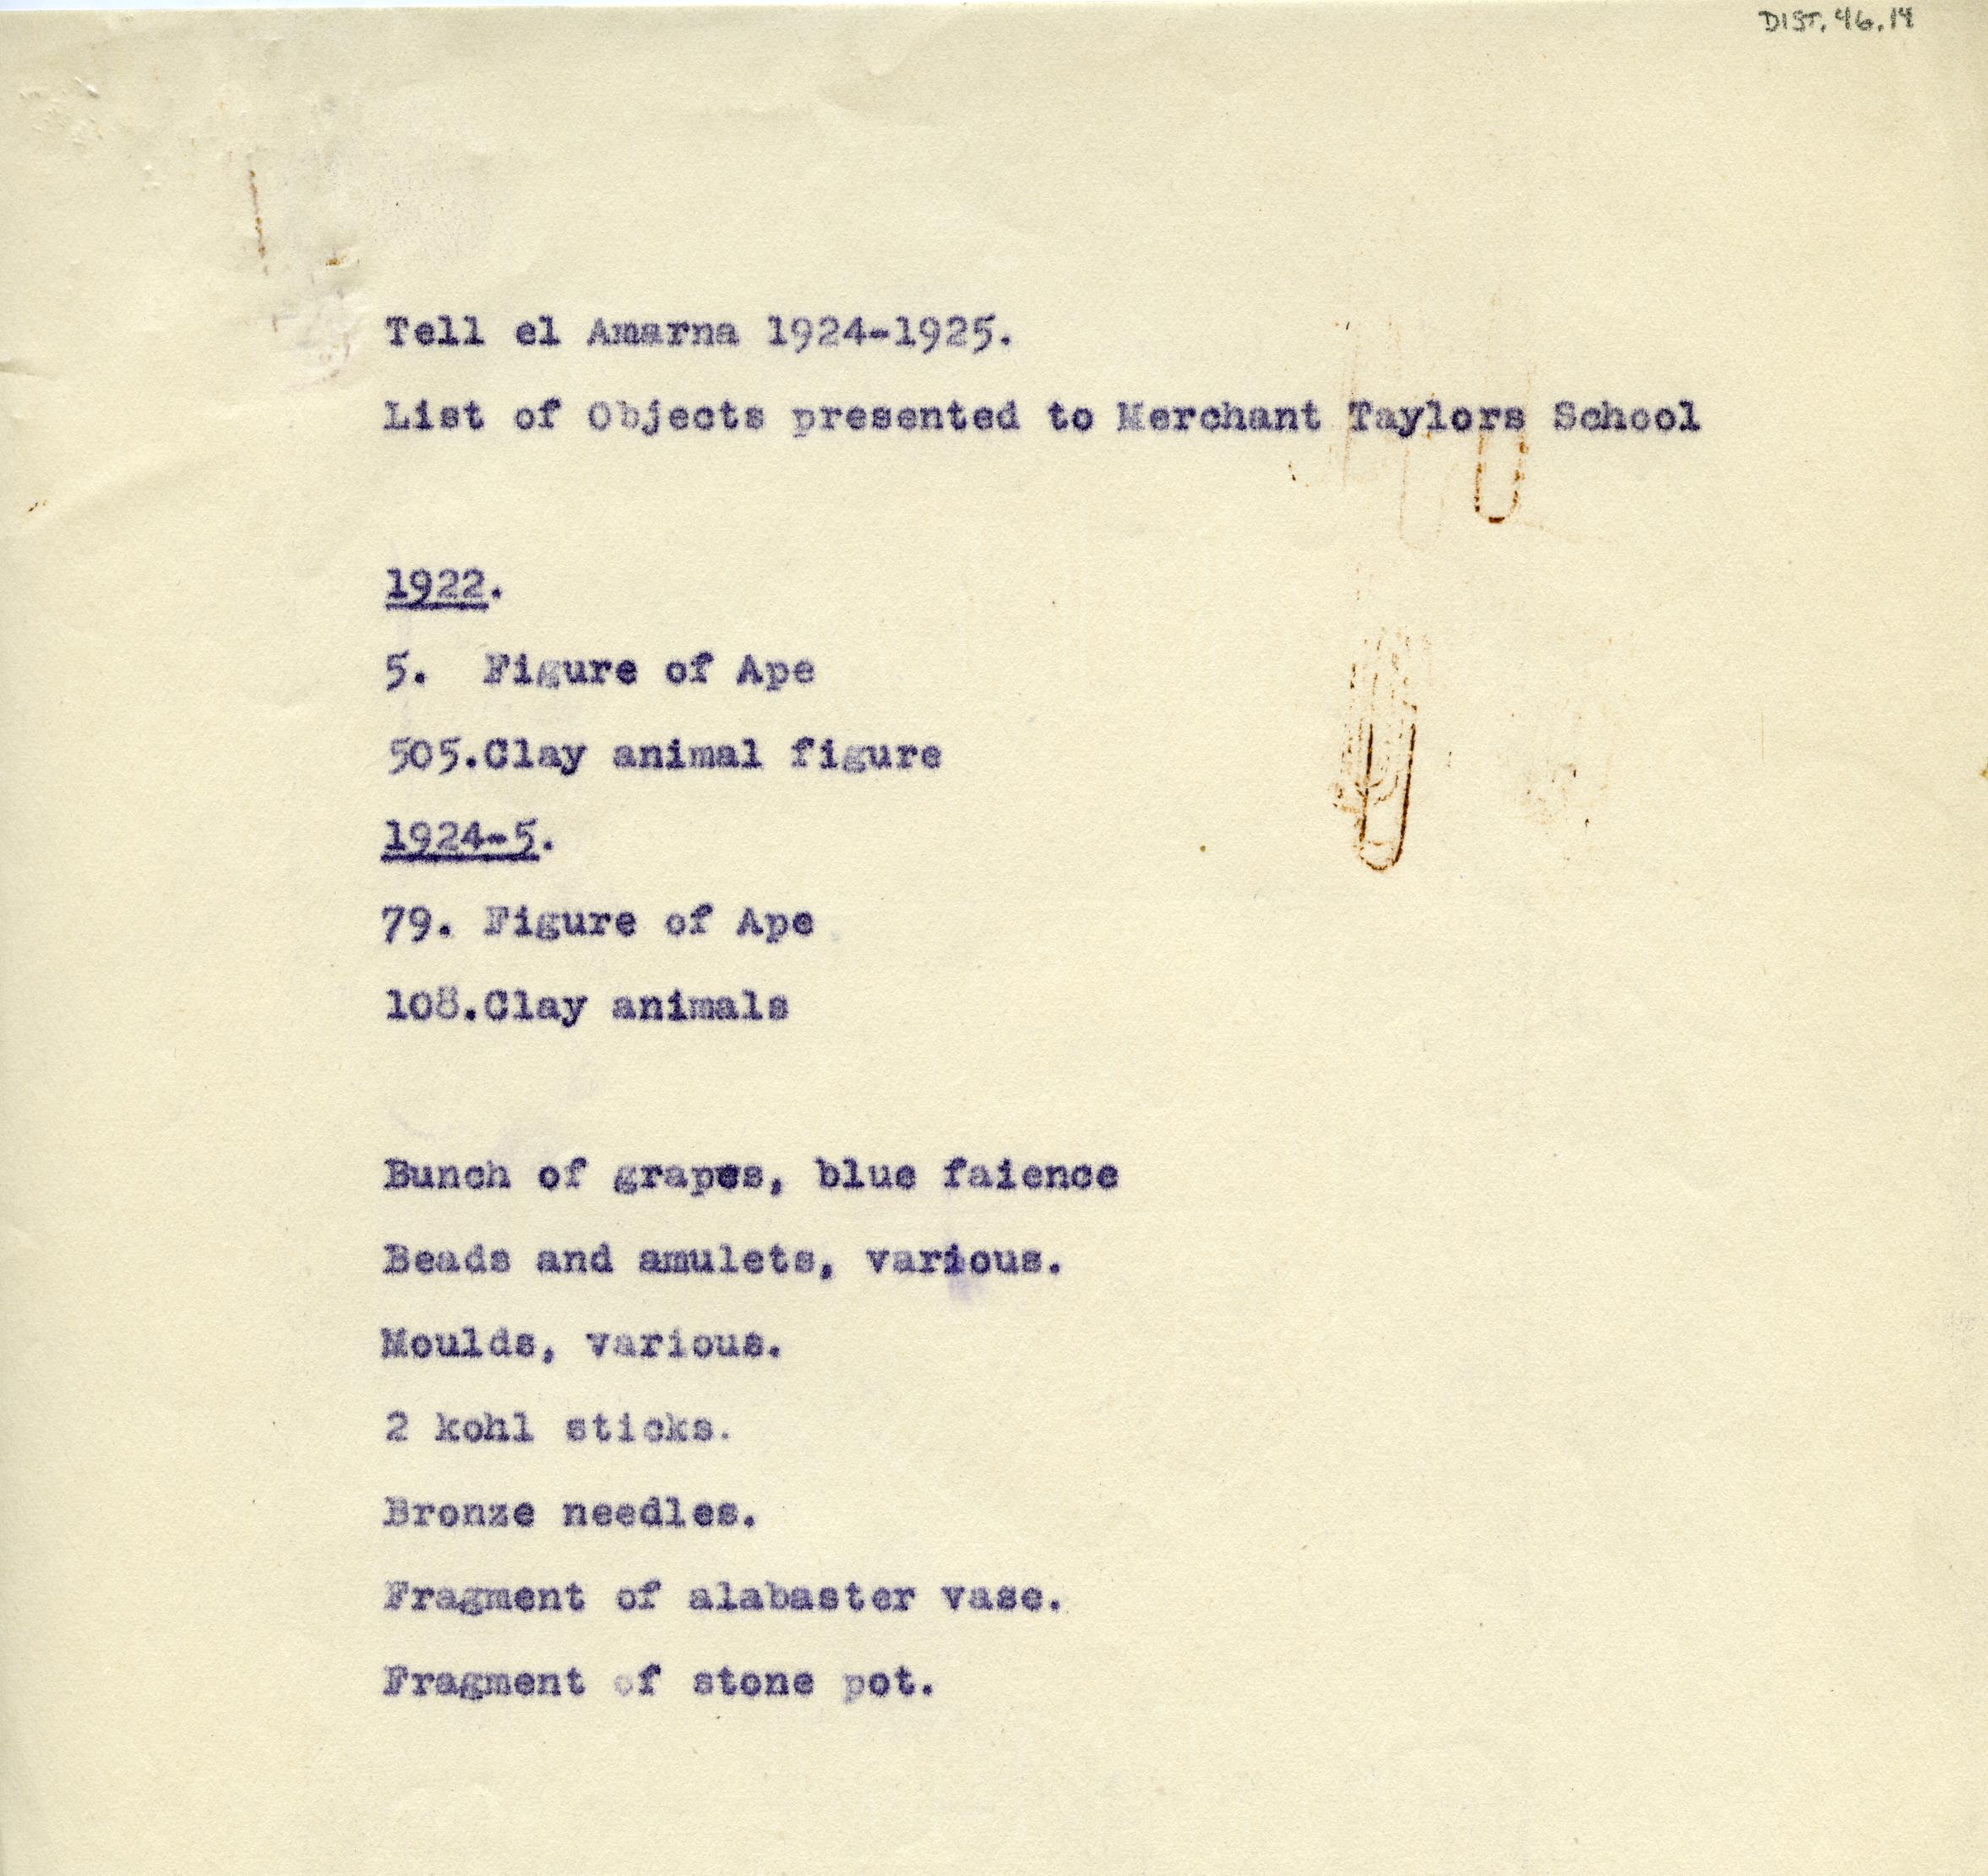 DIST. 46.14
Tell el Amarna 1924-1925.
List of Objects presented to Merchant Taylors School
1922.
5. Figure of Ape
505.Clay animal figure
1924-5.
79. Figure of Ape
108.Clay animals
Bunch of grapes, blue faience
Beads and amulets, various.
Moulds, various.
2 kohl sticks.
Bronze needles.
Fragment of alabaster vase.
Fragment of stone pot.